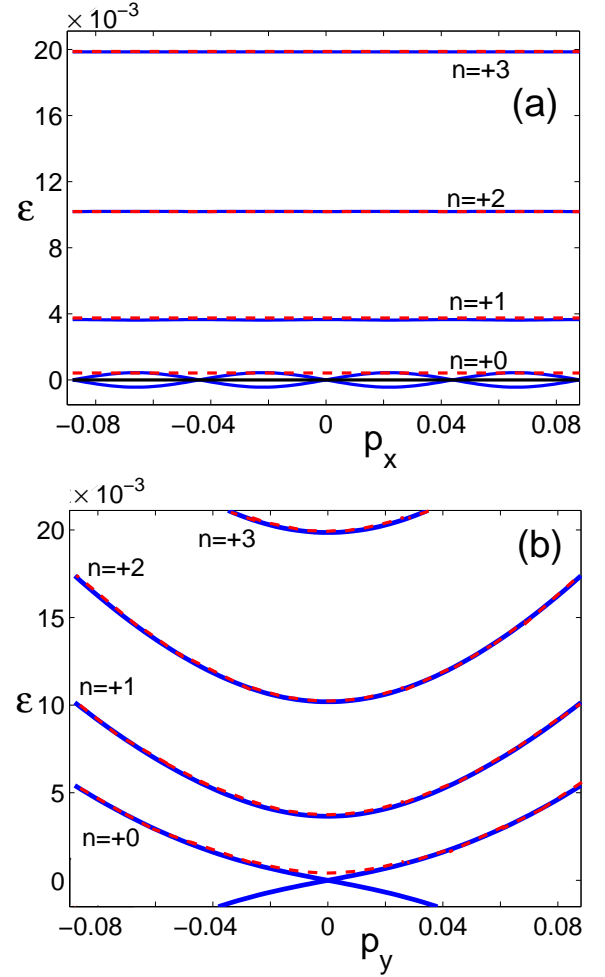 × 10⁻³
20
n=+3
(a)
16
12
n=+2
ε
8
n=+1
4
n=+0
0
−0.08 −0.04 0 0.04 0.08
pₓ
× 10⁻³
20
n=+3
(b)
n=+2
15
n=+1
ε
10
5
n=+0
0
−0.08 −0.04 0 0.04 0.08
p_y